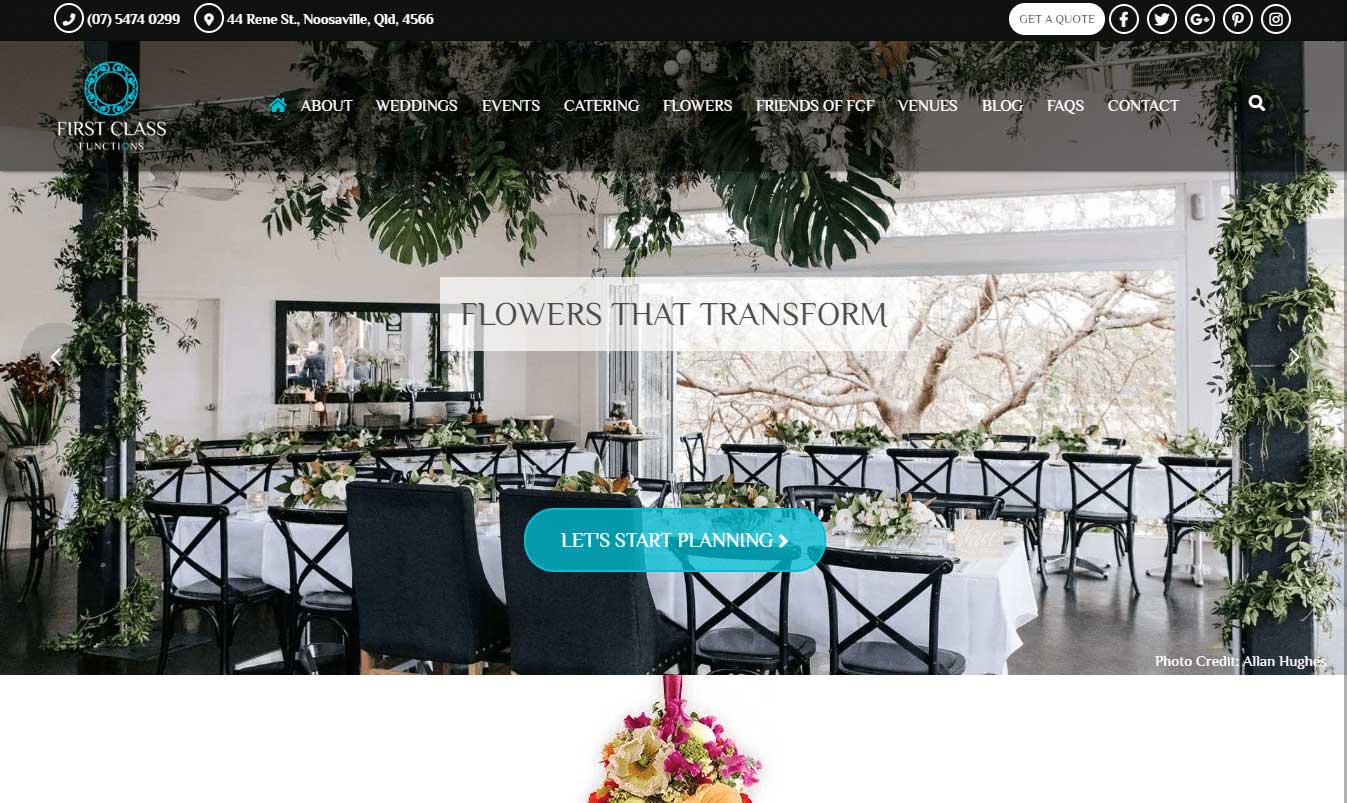 (07) 5474 0299 44 Rene St., Noosaville, Qld, 4566 GET A QUOTE
FIRST CLASS
FUNCTIONS
ABOUT WEDDINGS EVENTS CATERING FLOWERS FRIENDS OF FCF VENUES BLOG FAQS CONTACT
FLOWERS THAT TRANSFORM
LET'S START PLANNING
Photo Credit: Allan Hughes